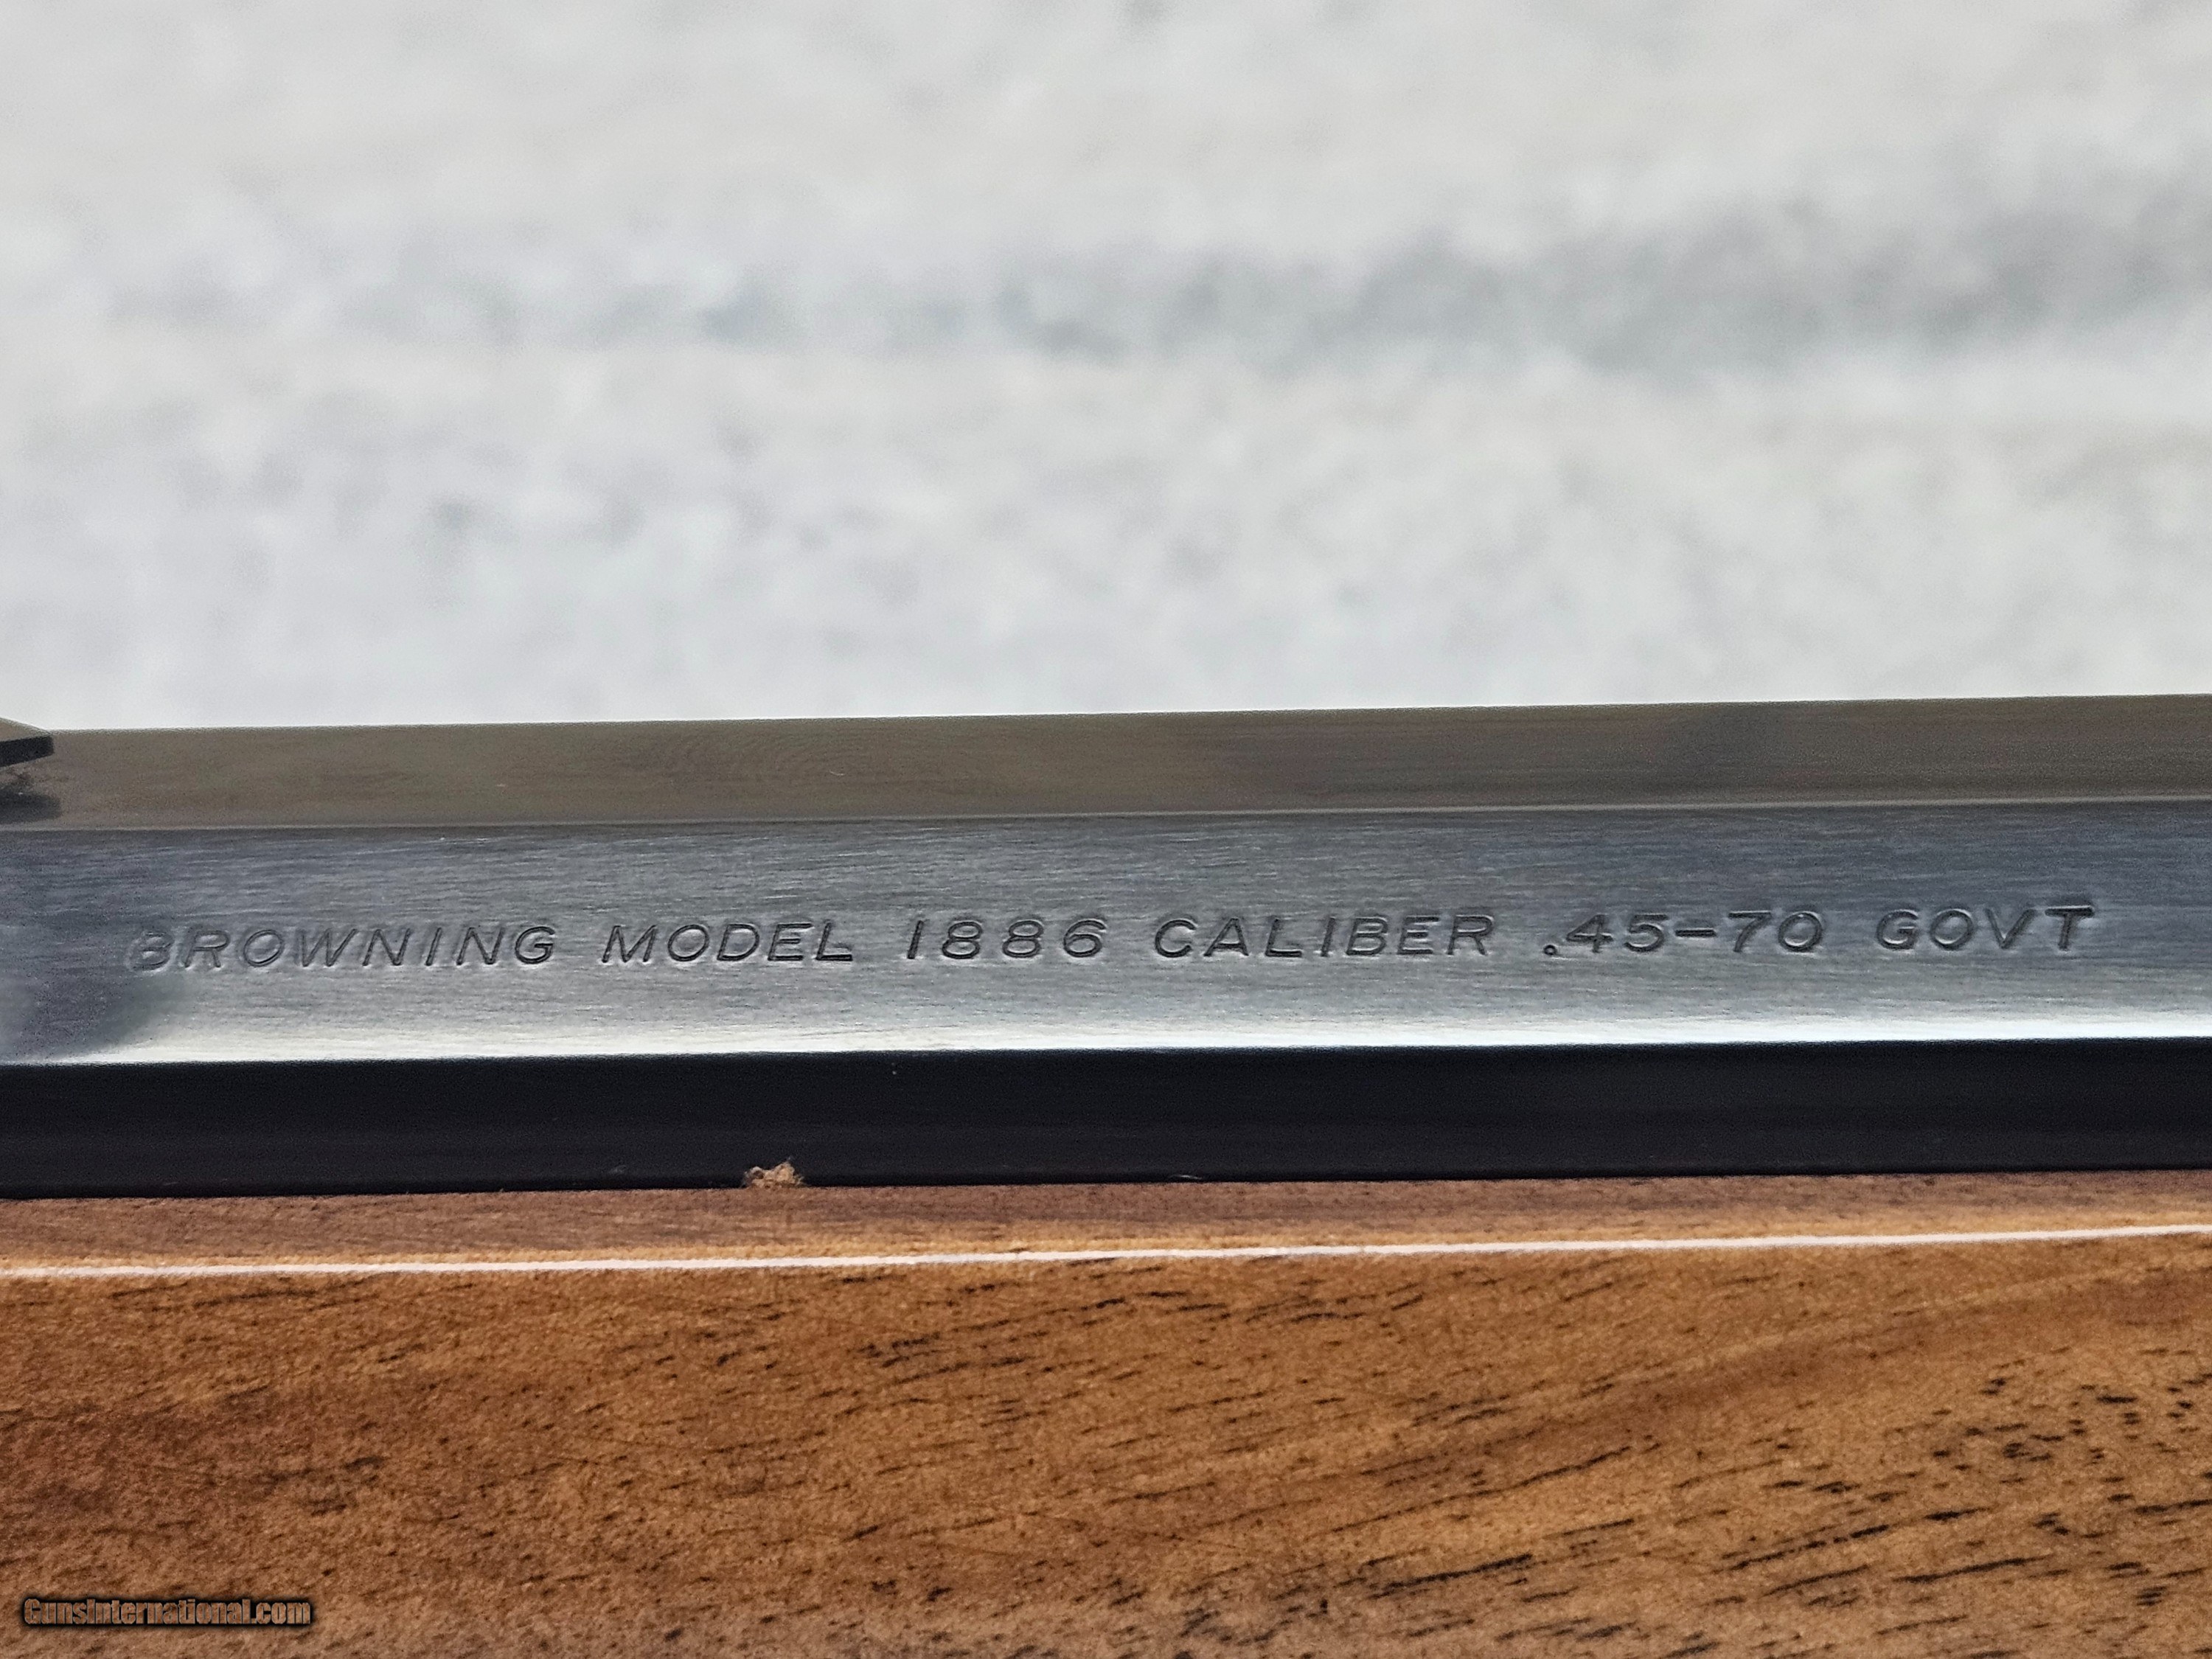 BROWNING MODEL 1886 CALIBER .45-70 GOVT
GunsInternational.com